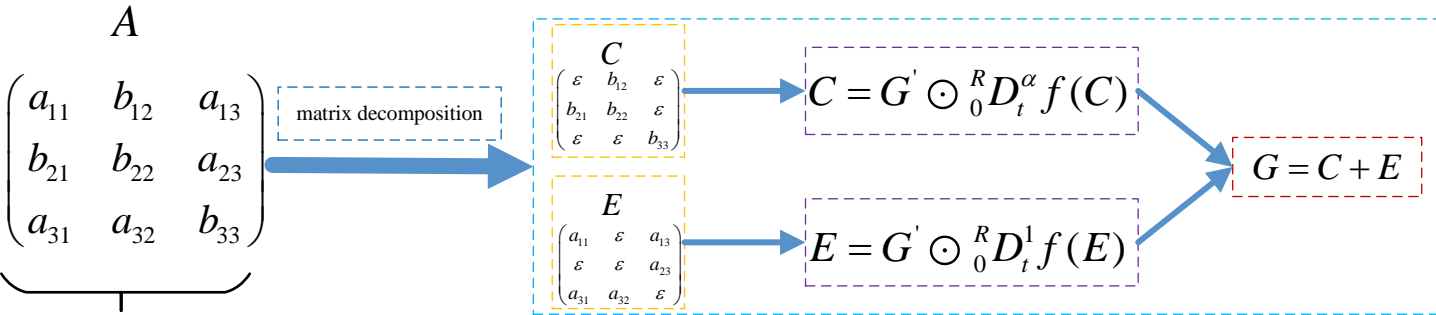 A
a₁₁ b₁₂ a₁₃
b₂₁ b₂₂ a₂₃
a₃₁ a₃₂ b₃₃
matrix decomposition
C
ε b₁₂ ε
b₂₁ b₂₂ ε
ε ε b₃₃
C = G' ⊙ ᴿ₀Dₜᵅ f(C)
E
a₁₁ ε a₁₃
ε ε a₂₃
a₃₁ a₃₂ ε
E = G' ⊙ ᴿ₀Dₜ¹ f(E)
G = C + E